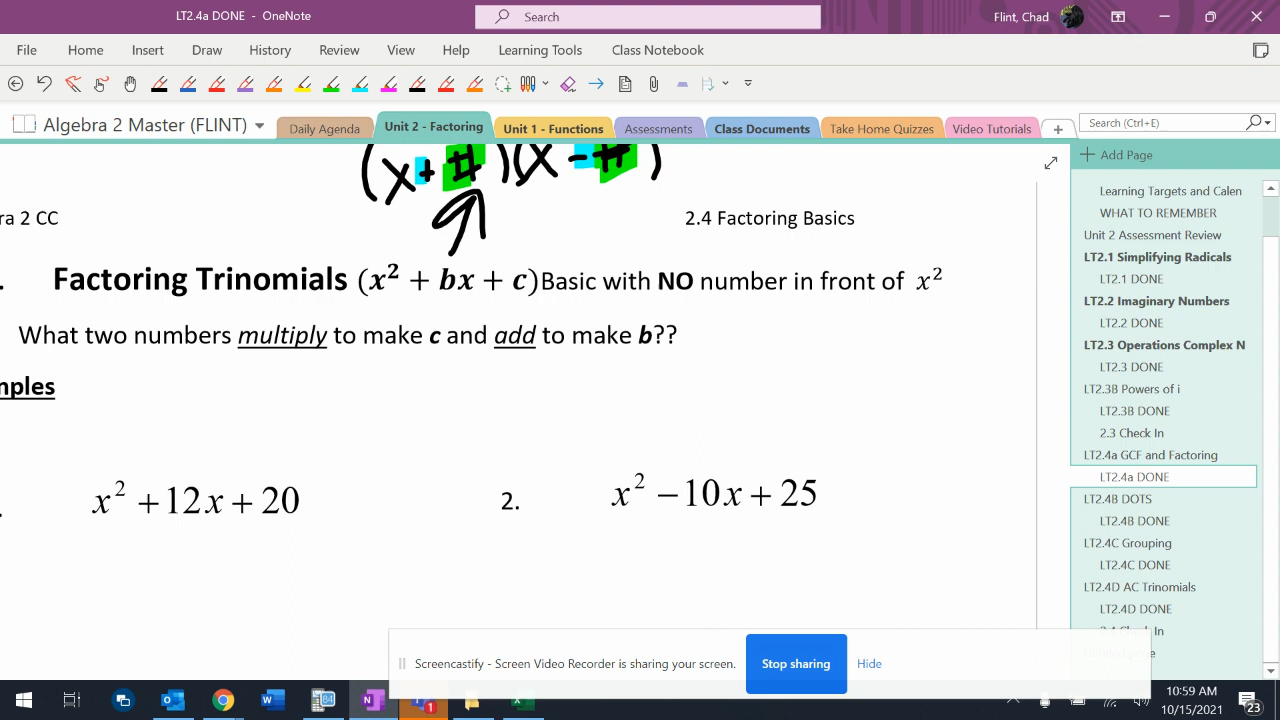 LT2.4a DONE - OneNote
Search
Flint, Chad
File Home Insert Draw History Review View Help Learning Tools Class Notebook
Algebra 2 Master (FLINT)
Daily Agenda
Unit 2 - Factoring
Unit 1 - Functions
Assessments
Class Documents
Take Home Quizzes
Video Tutorials
Search (Ctrl+E)
(x + #)(x - #)
ra 2 CC
2.4 Factoring Basics
. Factoring Trinomials (x² + bx + c)Basic with NO number in front of x²
What two numbers multiply to make c and add to make b??
mples
. x² + 12x + 20
2. x² − 10x + 25
Add Page
Learning Targets and Calen
WHAT TO REMEMBER
Unit 2 Assessment Review
LT2.1 Simplifying Radicals
LT2.1 DONE
LT2.2 Imaginary Numbers
LT2.2 DONE
LT2.3 Operations Complex N
LT2.3 DONE
LT2.3B Powers of i
LT2.3B DONE
2.3 Check In
LT2.4a GCF and Factoring
LT2.4a DONE
LT2.4B DOTS
LT2.4B DONE
LT2.4C Grouping
LT2.4C DONE
LT2.4D AC Trinomials
LT2.4D DONE
2.4 Check In
Screencastify - Screen Video Recorder is sharing your screen.
Stop sharing
Hide
10:59 AM
10/15/2021
23